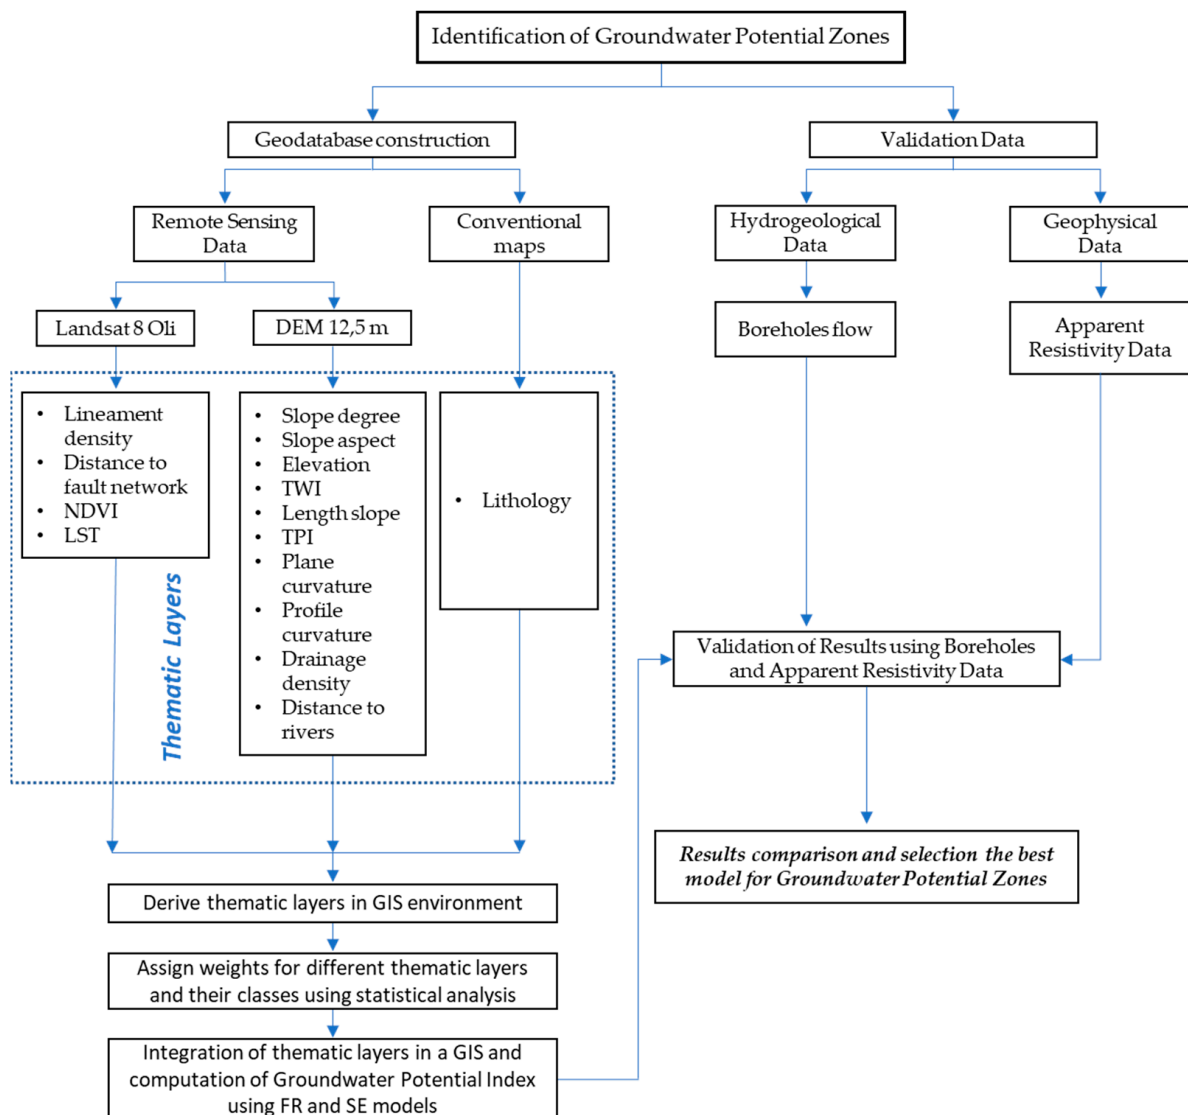 Identification of Groundwater Potential Zones
Geodatabase construction
Validation Data
Remote Sensing
Data
Conventional
maps
Hydrogeological
Data
Geophysical
Data
Landsat 8 Oli
DEM 12,5 m
Boreholes flow
Apparent
Resistivity Data
• Lineament
density
• Distance to
fault network
• NDVI
• LST
• Slope degree
• Slope aspect
• Elevation
• TWI
• Length slope
• TPI
• Plane
curvature
• Profile
curvature
• Drainage
density
• Distance to
rivers
• Lithology
Thematic Layers
Validation of Results using Boreholes
and Apparent Resistivity Data
Results comparison and selection the best
model for Groundwater Potential Zones
Derive thematic layers in GIS environment
Assign weights for different thematic layers
and their classes using statistical analysis
Integration of thematic layers in a GIS and
computation of Groundwater Potential Index
using FR and SE models